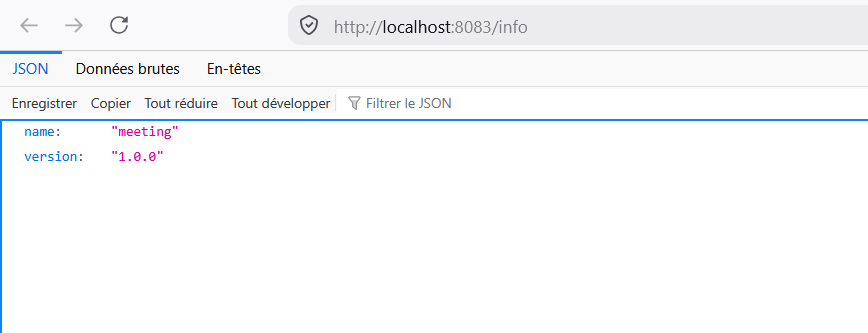 http://localhost:8083/info
JSON Données brutes En-têtes
Enregistrer Copier Tout réduire Tout développer Filtrer le JSON
name: "meeting"
version: "1.0.0"